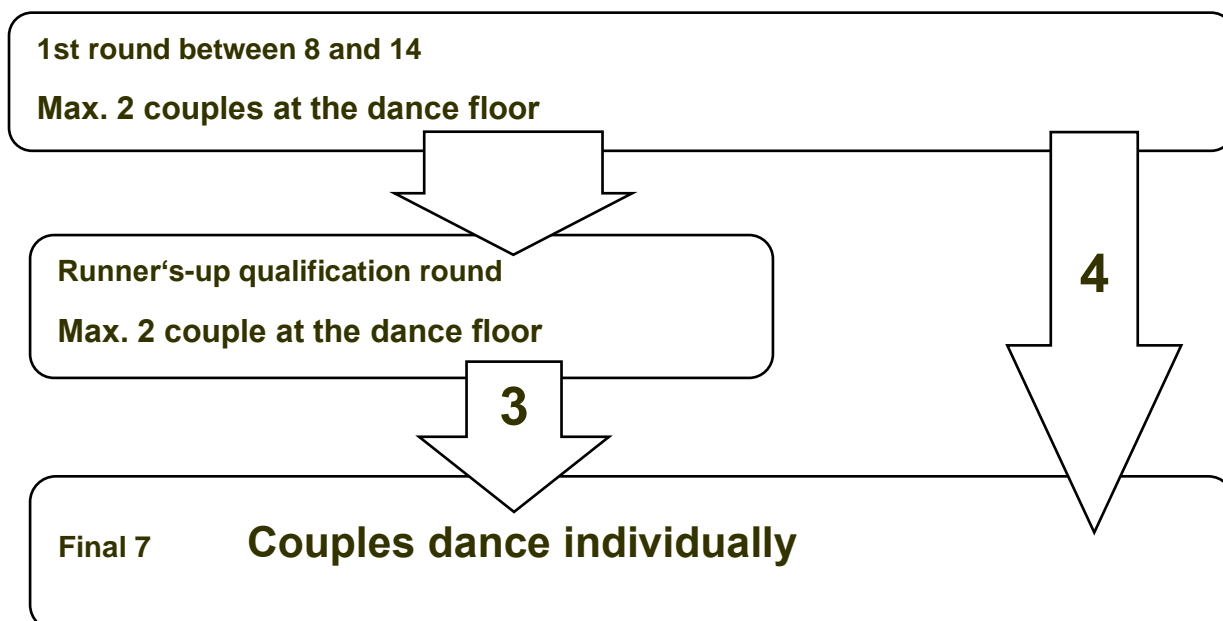 1st round between 8 and 14
Max. 2 couples at the dance floor
4
Runner‘s-up qualification round
Max. 2 couple at the dance floor
3
Final 7 Couples dance individually